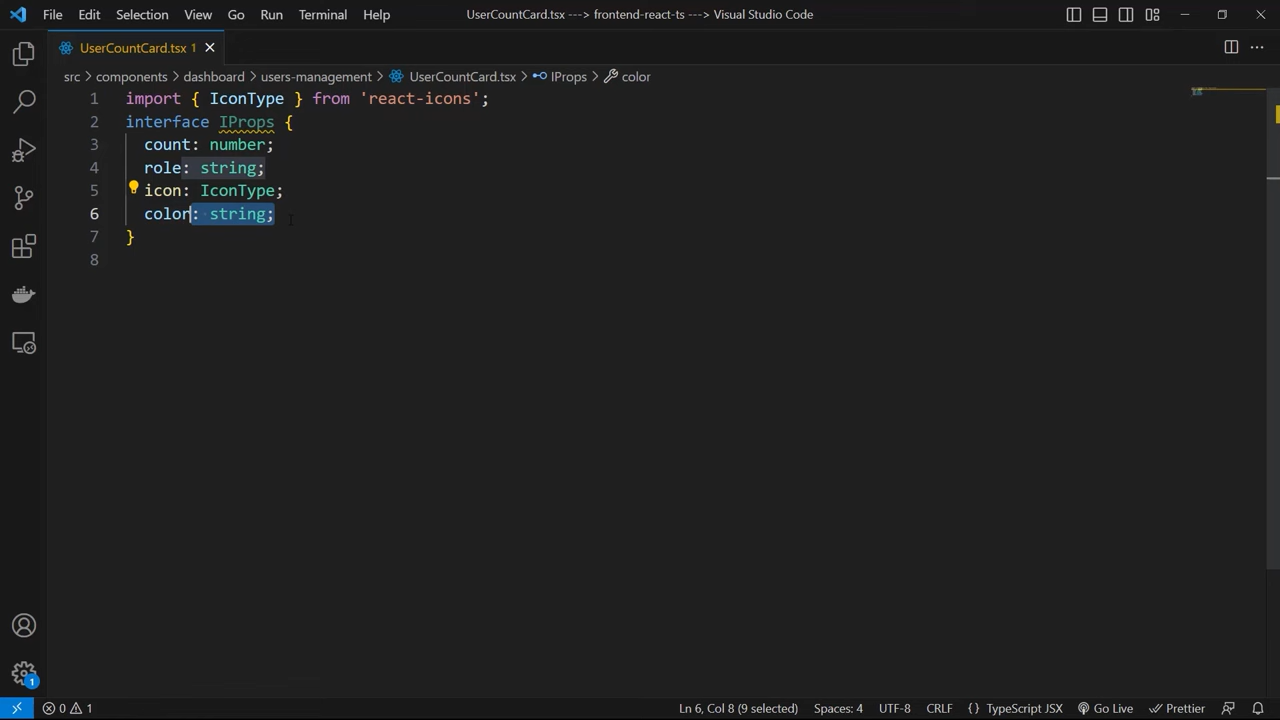 File Edit Selection View Go Run Terminal Help UserCountCard.tsx ---> frontend-react-ts ---> Visual Studio Code
UserCountCard.tsx 1
src > components > dashboard > users-management > UserCountCard.tsx > IProps > color
1 import { IconType } from 'react-icons';
2 interface IProps {
3 count: number;
4 role: string;
5 icon: IconType;
6 color: string;
7 }
8
1
0 1 Ln 6, Col 8 (9 selected) Spaces: 4 UTF-8 CRLF { } TypeScript JSX Go Live Prettier